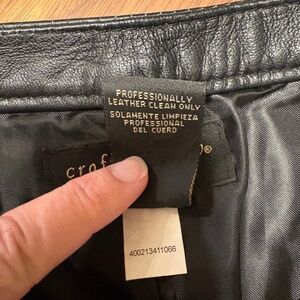 PROFESSIONALLY
LEATHER CLEAN ONLY
SOLAMENTE LIMPIEZA
PROFESSIONAL
DEL CUERO
®
400213411066